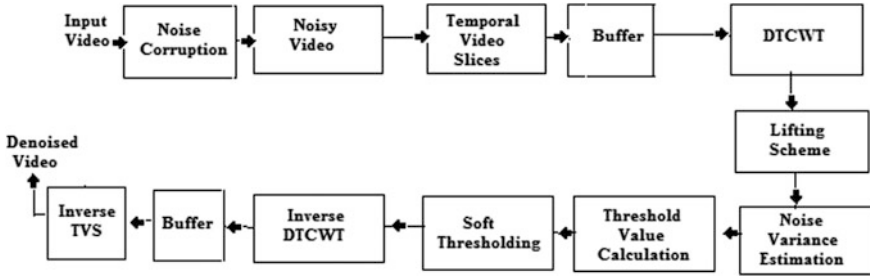 Input
Video
Noise
Corruption
Noisy
Video
Temporal
Video
Slices
Buffer
DTCWT
Lifting
Scheme
Noise
Variance
Estimation
Threshold
Value
Calculation
Soft
Thresholding
Inverse
DTCWT
Buffer
Inverse
TVS
Denoised
Video